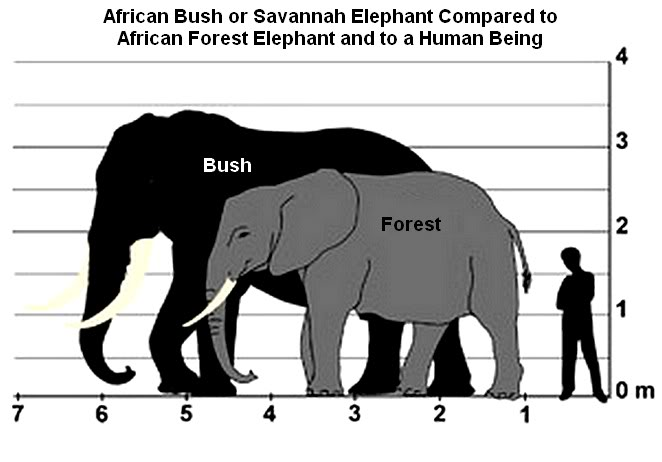 African Bush or Savannah Elephant Compared to
African Forest Elephant and to a Human Being
4
3
Bush
Forest
2
1
0 m
7 6 5 4 3 2 1